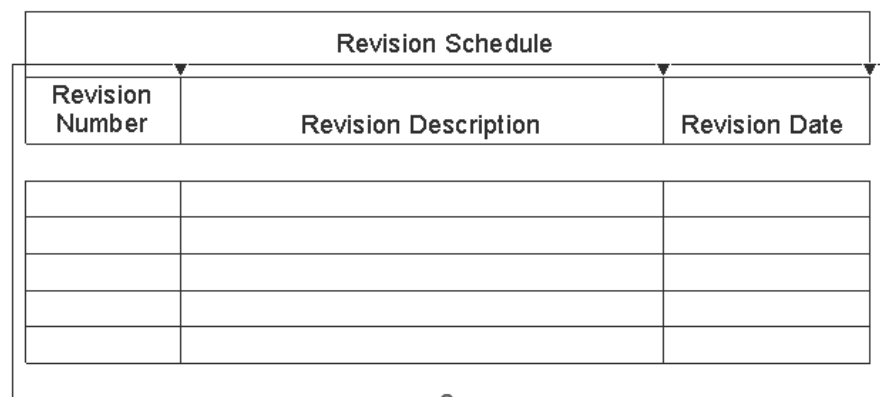 Revision Schedule
Revision
Number
Revision Description
Revision Date